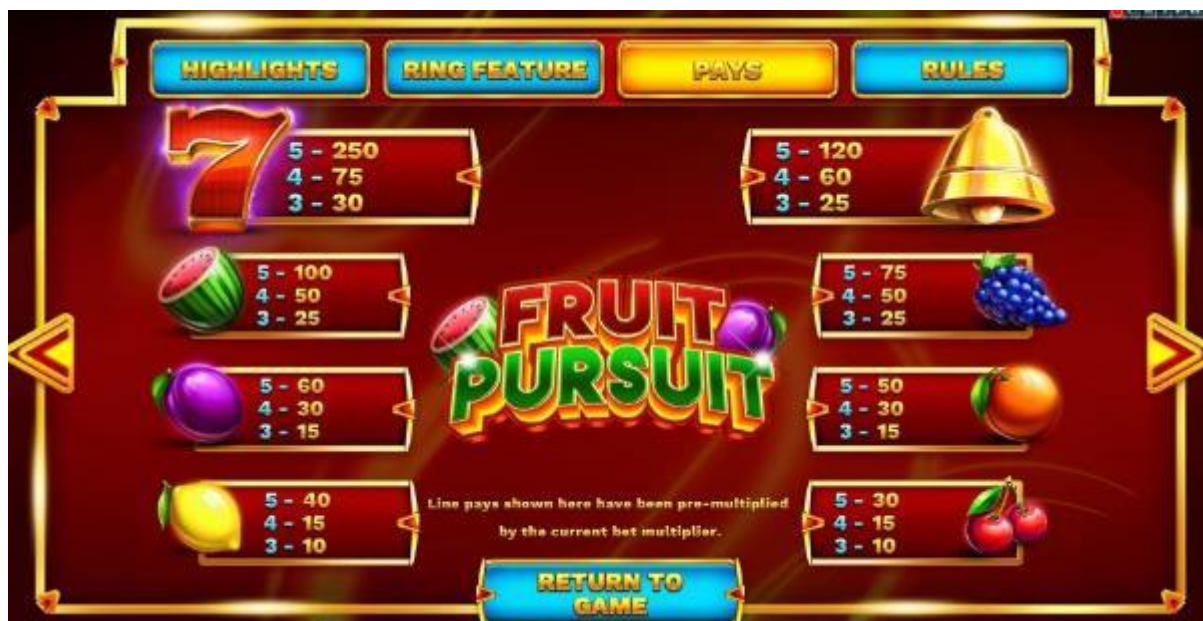 HIGHLIGHTS
RING FEATURE
PAYS
RULES
7
5 - 250
4 - 75
3 - 30
5 - 120
4 - 60
3 - 25
5 - 100
4 - 50
3 - 25
5 - 75
4 - 50
3 - 25
FRUIT
PURSUIT
5 - 60
4 - 30
3 - 15
5 - 50
4 - 30
3 - 15
5 - 40
4 - 15
3 - 10
Line pays shown here have been pre-multiplied
by the current bet multiplier.
5 - 30
4 - 15
3 - 10
RETURN TO
GAME